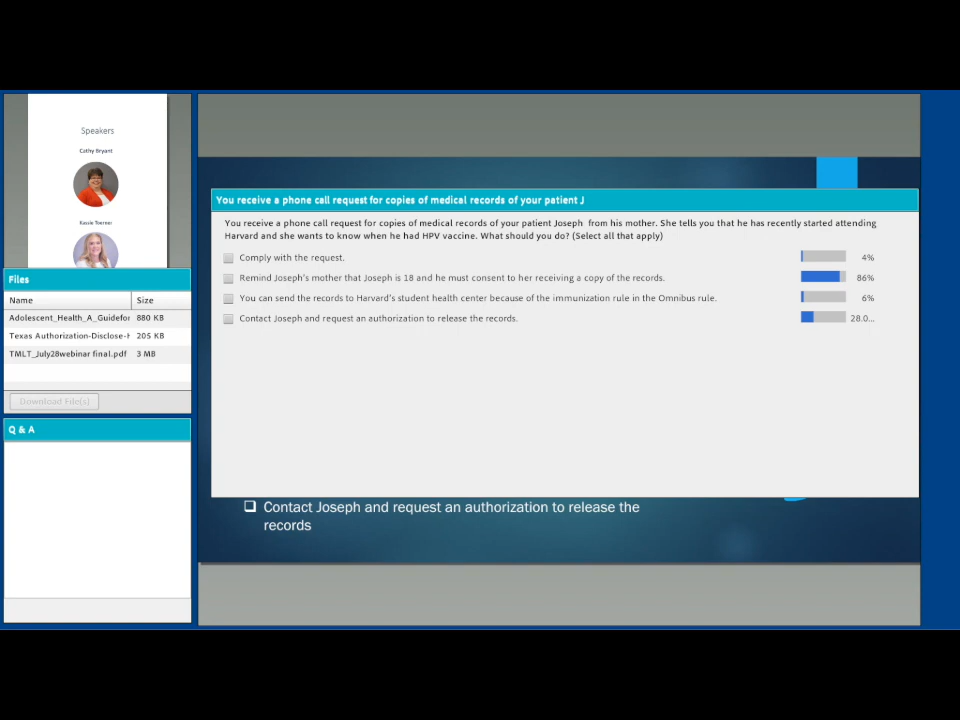 Speakers
Cathy Bryant
Kassie Toerner
Files
Name Size
Adolescent_Health_A_Guidefor 880 KB
Texas Authorization-Disclose-H 205 KB
TMLT_July28webinar final.pdf 3 MB
Download File(s)
Q & A
You receive a phone call request for copies of medical records of your patient J
You receive a phone call request for copies of medical records of your patient Joseph from his mother. She tells you that he has recently started attending
Harvard and she wants to know when he had HPV vaccine. What should you do? (Select all that apply)
Comply with the request. 4%
Remind Joseph's mother that Joseph is 18 and he must consent to her receiving a copy of the records. 86%
You can send the records to Harvard's student health center because of the immunization rule in the Omnibus rule. 6%
Contact Joseph and request an authorization to release the records. 28.0...
Contact Joseph and request an authorization to release the
records